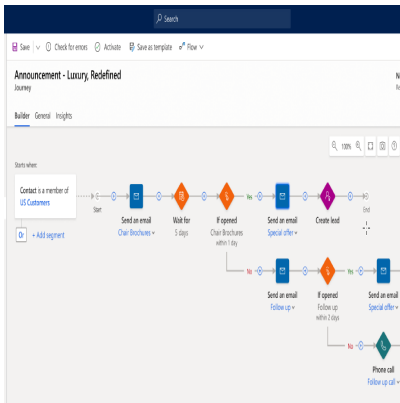 Search
Save Check for errors Activate Save as template Flow
Announcement - Luxury, Redefined
Journey
Builder General Insights
100%
Starts when:
Contact is a member of
US Customers
Or + Add segment
Start
Send an email
Chair Brochures
Wait for
5 days
If opened
Chair Brochures
within 1 day
Yes
Send an email
Special offer
Create lead
End
No
Send an email
Follow up
If opened
Follow up
within 2 days
Yes
Send an email
Special offer
No
Phone call
Follow up call